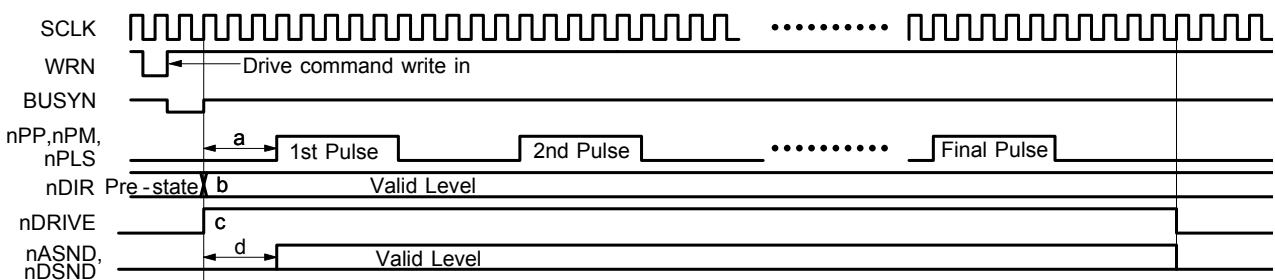 SCLK
WRN
Drive command write in
BUSYN
nPP,nPM,
nPLS
a
1st Pulse
2nd Pulse
Final Pulse
nDIR
Pre-state
b
Valid Level
nDRIVE
c
nASND,
nDSND
d
Valid Level